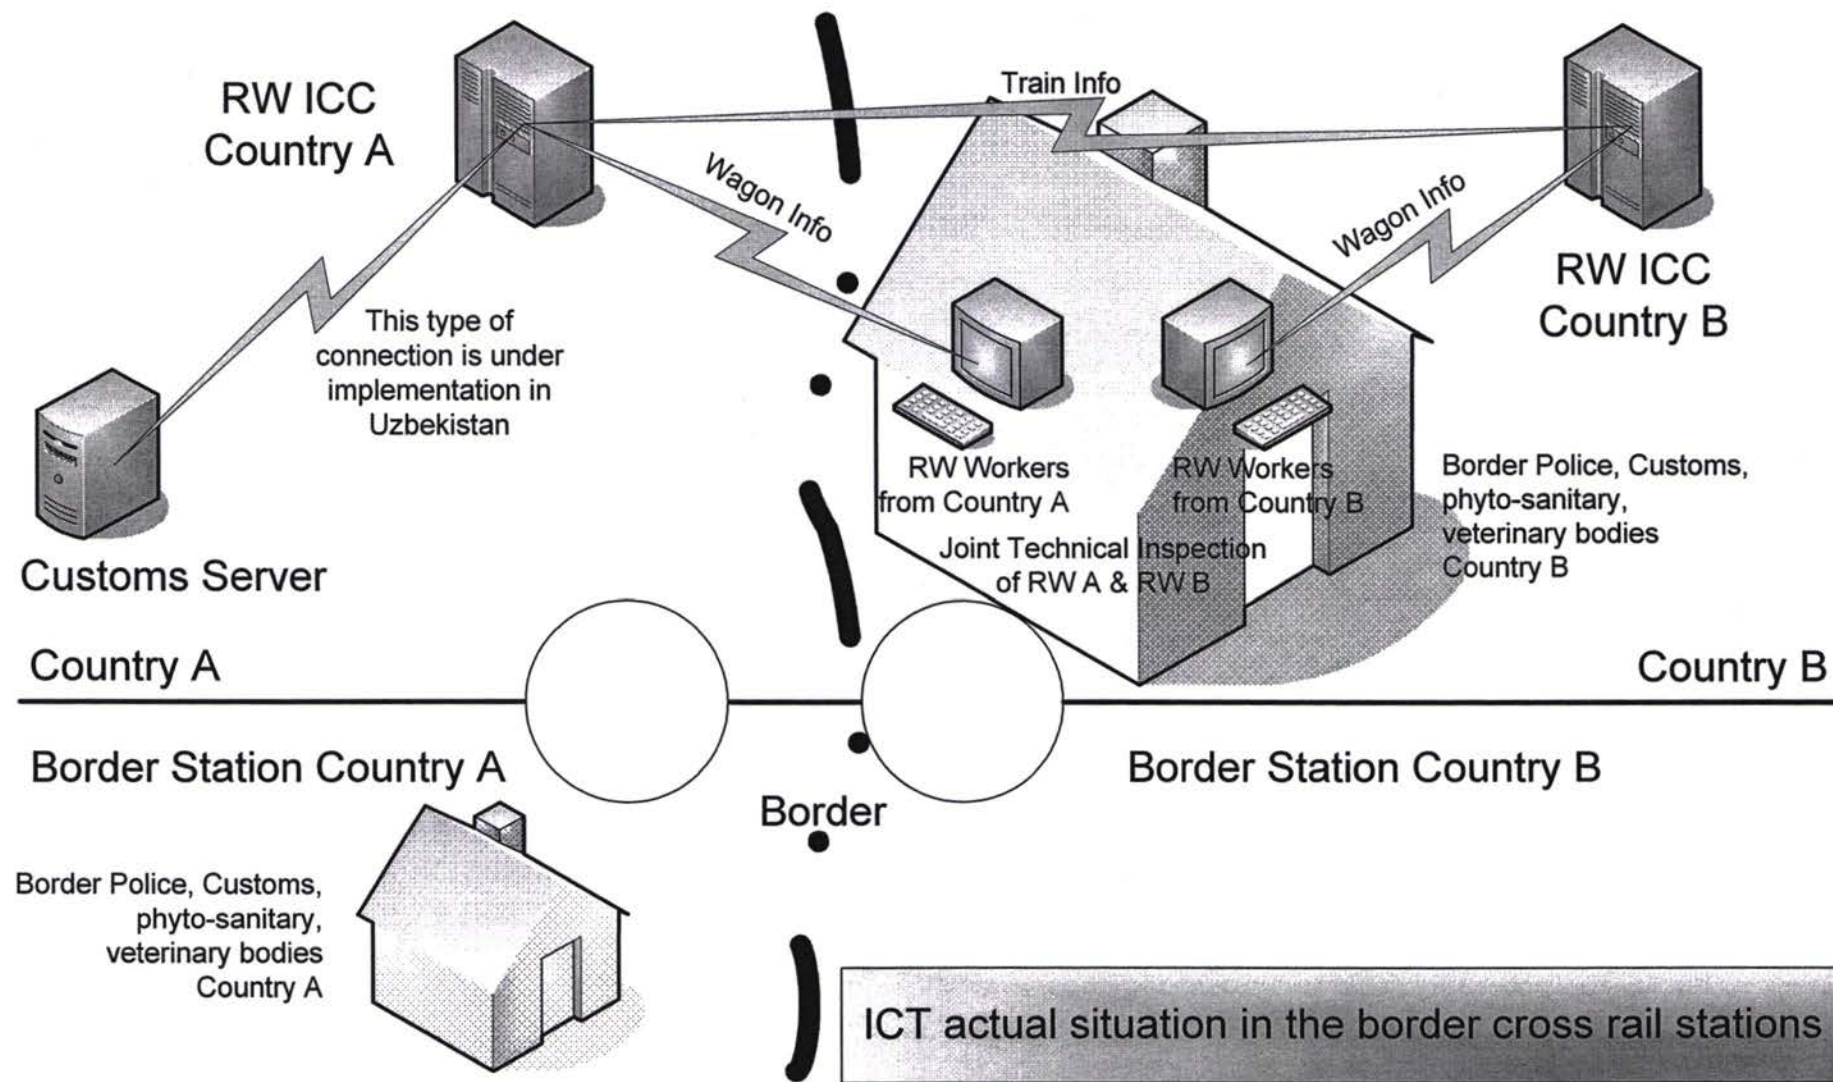 RW ICC
Country A
Train Info
Wagon Info
Wagon Info
RW ICC
Country B
This type of
connection is under
implementation in
Uzbekistan
Customs Server
RW Workers
from Country A
RW Workers
from Country B
Joint Technical Inspection
of RW A & RW B
Border Police, Customs,
phyto-sanitary,
veterinary bodies
Country B
Country A
Country B
Border Station Country A
Border Station Country B
Border
Border Police, Customs,
phyto-sanitary,
veterinary bodies
Country A
ICT actual situation in the border cross rail stations